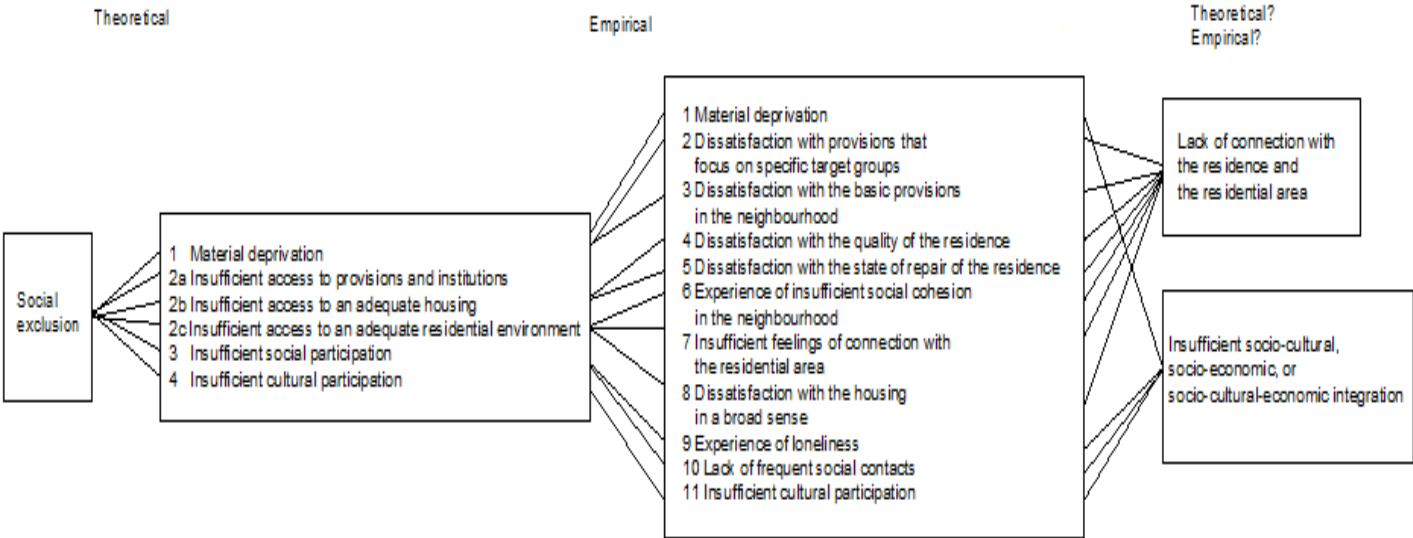 Theoretical
Empirical
Theoretical?
Empirical?
Social
exclusion
1 Material deprivation
2a Insufficient access to provisions and institutions
2b Insufficient access to an adequate housing
2c Insufficient access to an adequate residential environment
3 Insufficient social participation
4 Insufficient cultural participation
1 Material deprivation
2 Dissatisfaction with provisions that
focus on specific target groups
3 Dissatisfaction with the basic provisions
in the neighbourhood
4 Dissatisfaction with the quality of the residence
5 Dissatisfaction with the state of repair of the residence
6 Experience of insufficient social cohesion
in the neighbourhood
7 Insufficient feelings of connection with
the residential area
8 Dissatisfaction with the housing
in a broad sense
9 Experience of loneliness
10 Lack of frequent social contacts
11 Insufficient cultural participation
Lack of connection with
the residence and
the residential area
Insufficient socio-cultural,
socio-economic, or
socio-cultural-economic integration